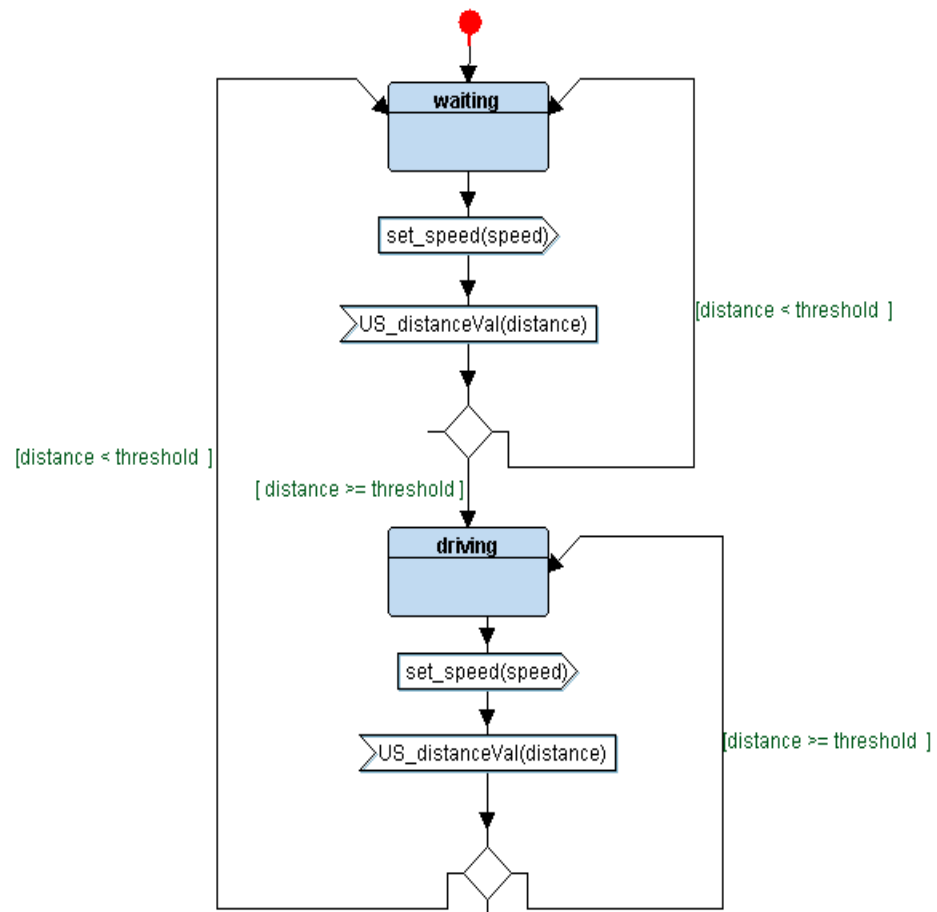 waiting
set_speed(speed)
[distance < threshold ]
US_distanceVal(distance)
[distance < threshold ]
[ distance >= threshold ]
driving
set_speed(speed)
[distance >= threshold ]
US_distanceVal(distance)